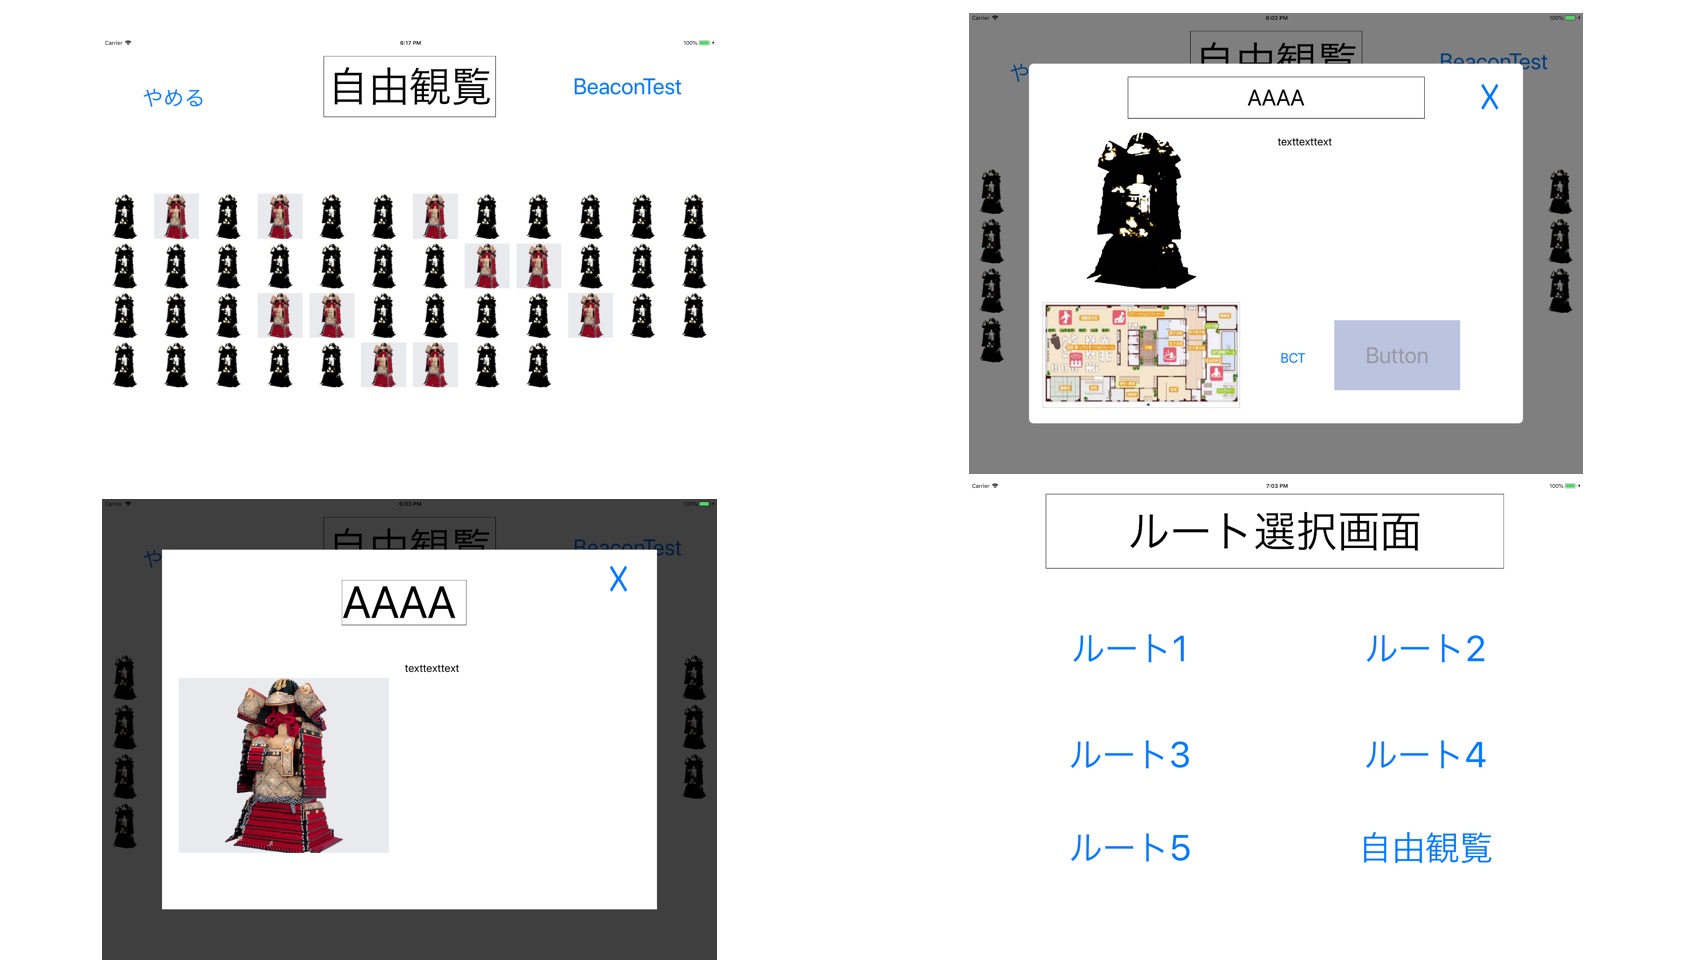 Carrier 6:17 PM 100%
やめる
自由観覧
BeaconTest
Carrier 6:02 PM 100%
自由観覧
や
BeaconTest
AAAA
X
texttexttext
BCT
Button
Carrier 6:03 PM 100%
自由観覧
や
BeaconTest
AAAA
X
texttexttext
Carrier 7:03 PM 100%
ルート選択画面
ルート1
ルート2
ルート3
ルート4
ルート5
自由観覧